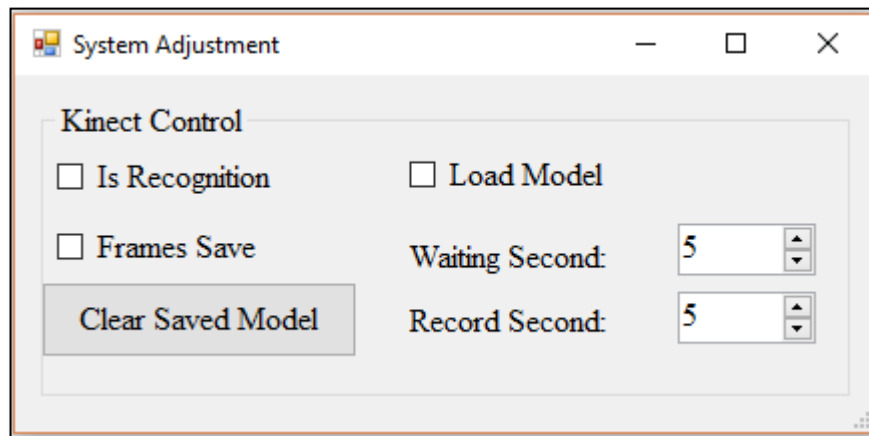 System Adjustment
Kinect Control
Is Recognition
Load Model
Frames Save
Waiting Second:
5
Clear Saved Model
Record Second:
5